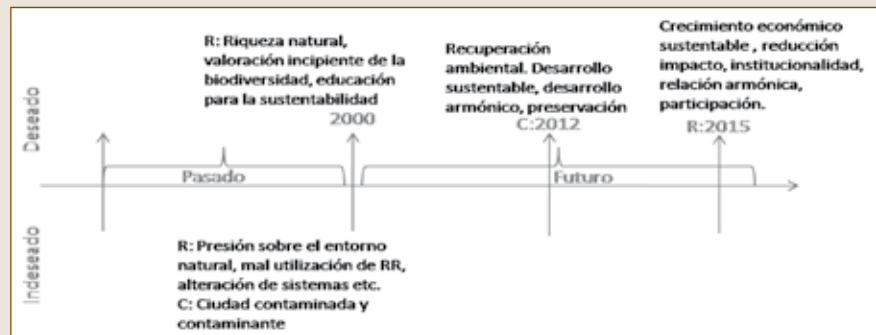 Deseado
Indeseado
R: Riqueza natural,
valoración incipiente de la
biodiversidad, educación
para la sustentabilidad
2000
Recuperación
ambiental. Desarrollo
sustentable, desarrollo
armónico, preservación
C:2012
Crecimiento económico
sustentable , reducción
impacto, institucionalidad,
relación armónica,
participación.
R:2015
Pasado
Futuro
R: Presión sobre el entorno
natural, mal utilización de RR,
alteración de sistemas etc.
C: Ciudad contaminada y
contaminante